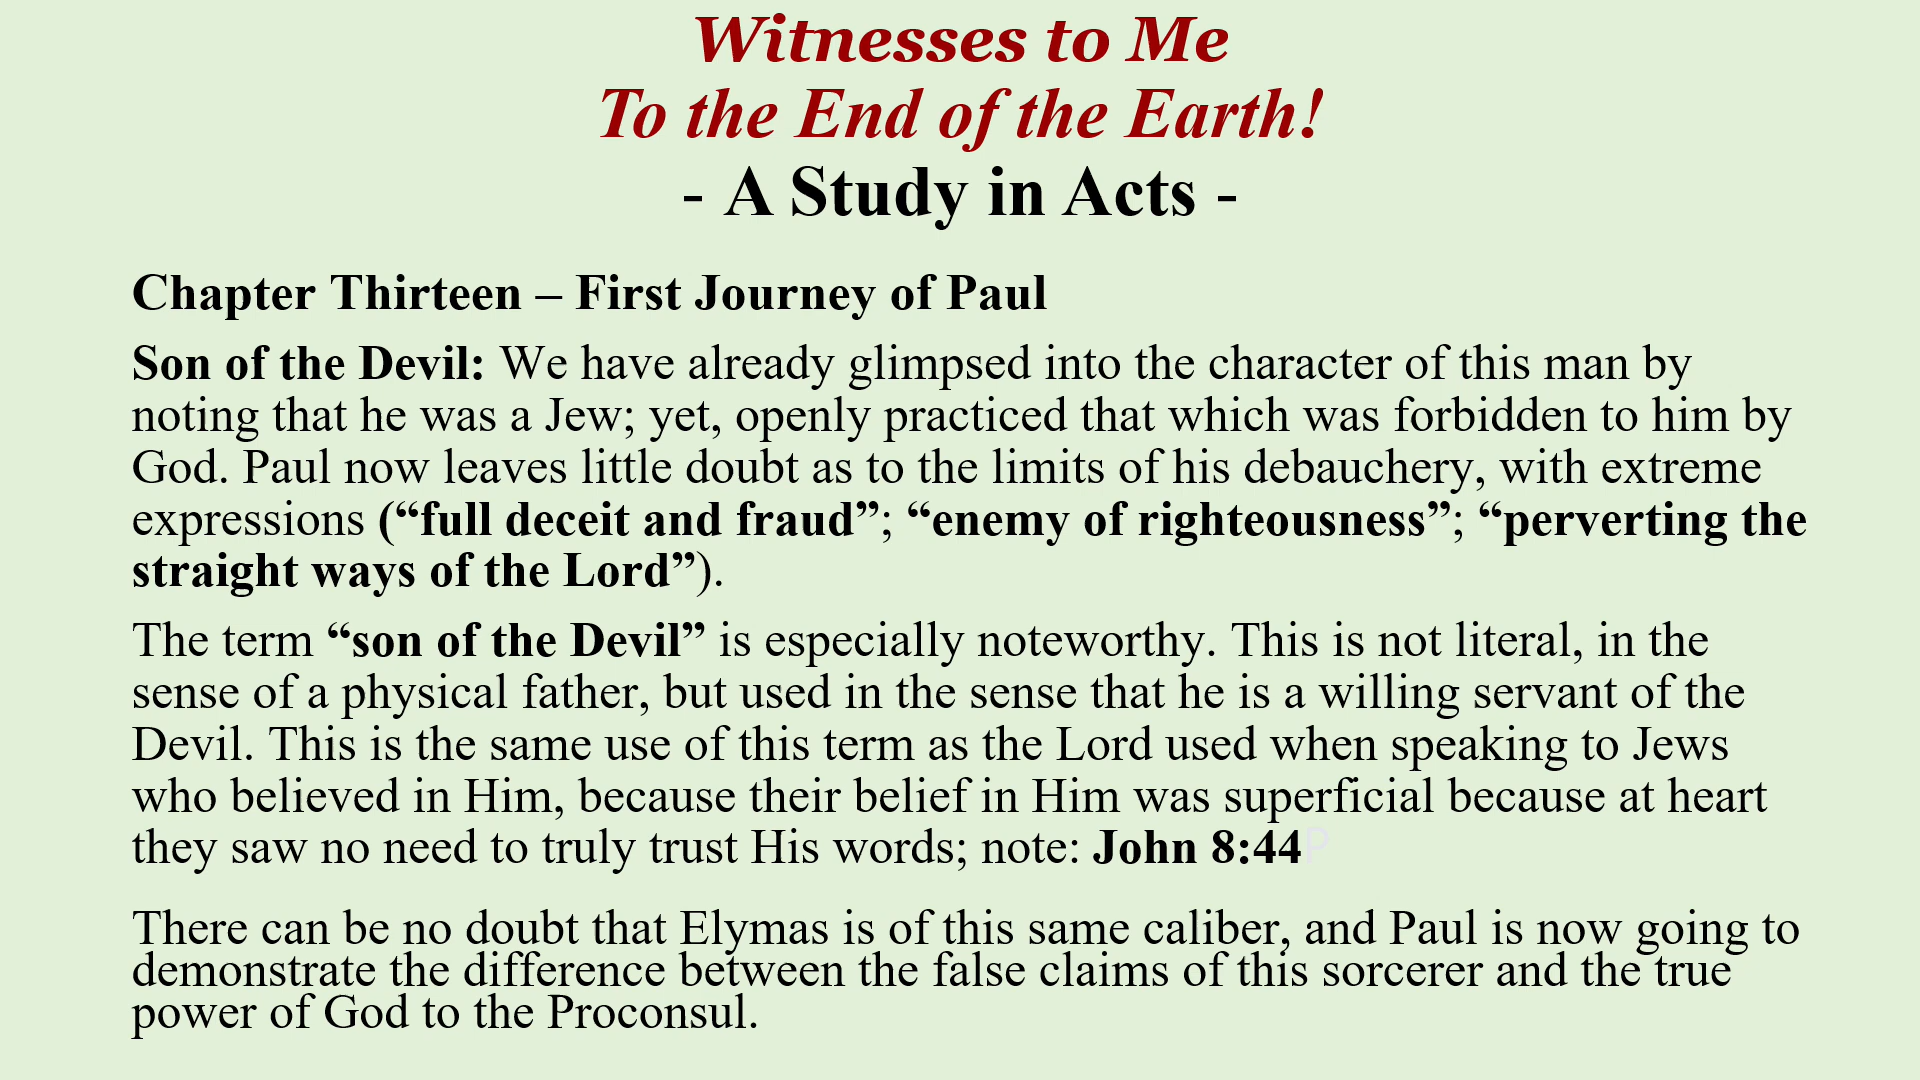 Witnesses to Me
To the End of the Earth!
- A Study in Acts -
Chapter Thirteen – First Journey of Paul
Son of the Devil: We have already glimpsed into the character of this man by
noting that he was a Jew; yet, openly practiced that which was forbidden to him by
God. Paul now leaves little doubt as to the limits of his debauchery, with extreme
expressions (“full deceit and fraud”; “enemy of righteousness”; “perverting the
straight ways of the Lord”).
The term “son of the Devil” is especially noteworthy. This is not literal, in the
sense of a physical father, but used in the sense that he is a willing servant of the
Devil. This is the same use of this term as the Lord used when speaking to Jews
who believed in Him, because their belief in Him was superficial because at heart
they saw no need to truly trust His words; note: John 8:44P
There can be no doubt that Elymas is of this same caliber, and Paul is now going to
demonstrate the difference between the false claims of this sorcerer and the true
power of God to the Proconsul.